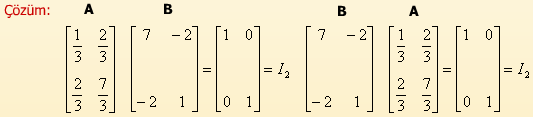 Çözüm: A B B A
[1/3 2/3; 2/3 7/3] [7 -2; -2 1] = [1 0; 0 1] = I₂ [7 -2; -2 1] [1/3 2/3; 2/3 7/3] = [1 0; 0 1] = I₂